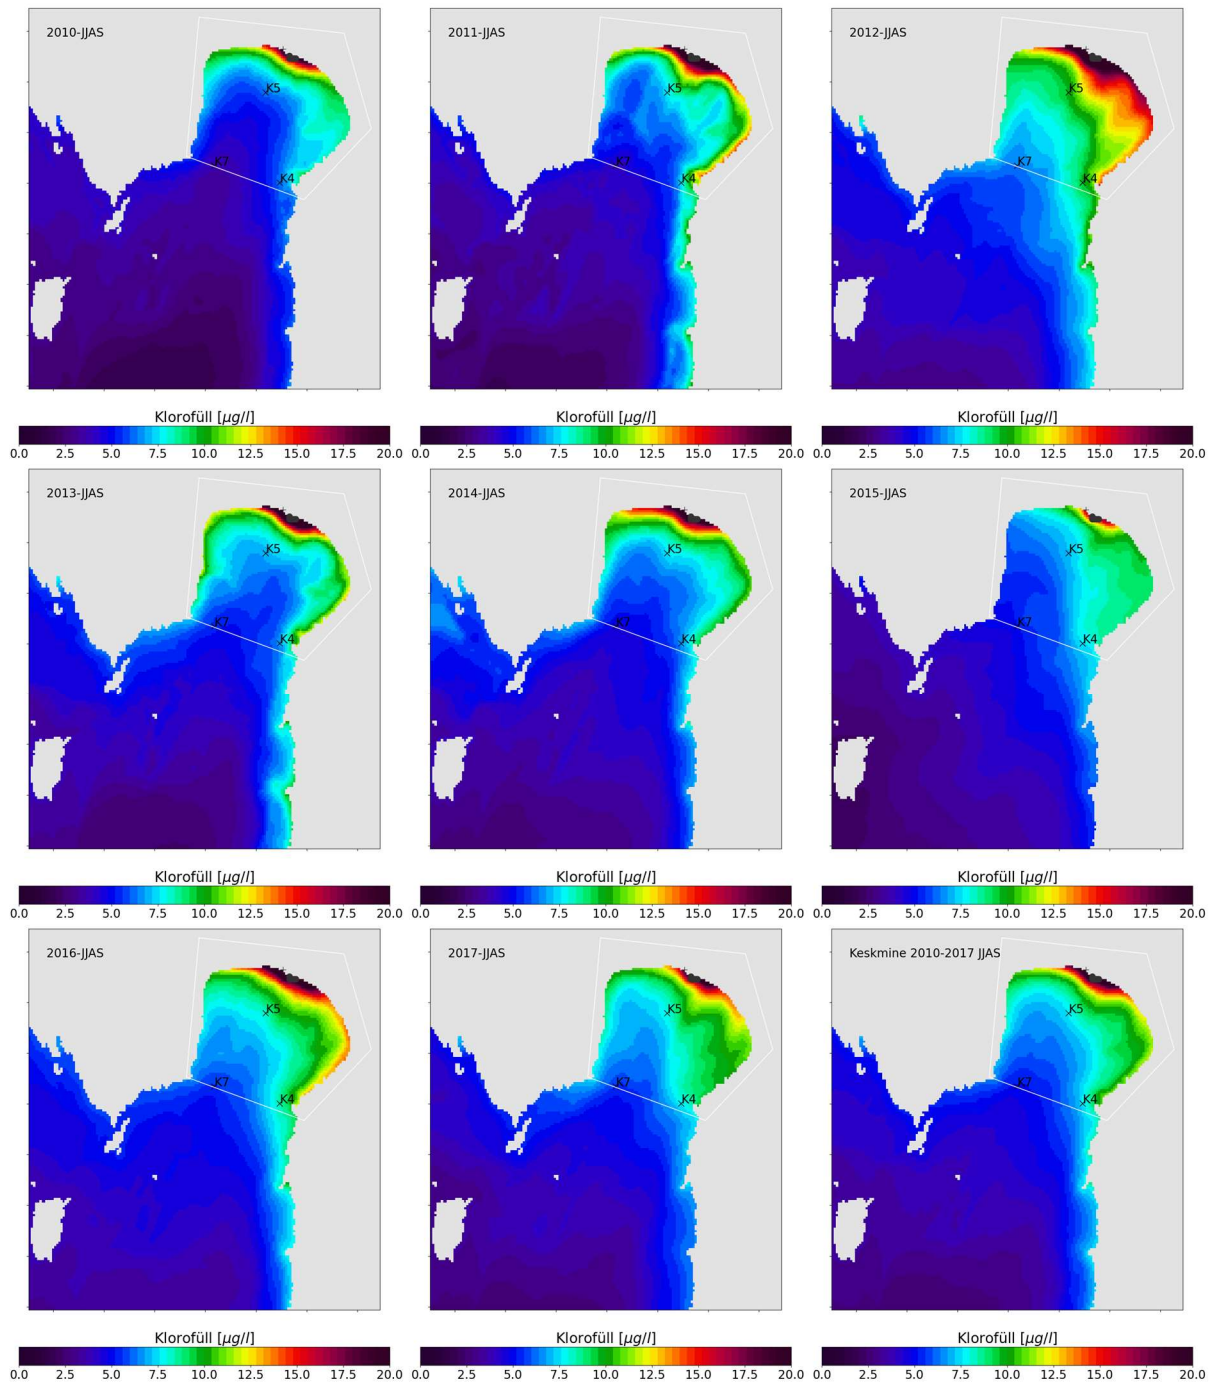 2010-JJAS
2011-JJAS
2012-JJAS
K5
K5
K5
K7
K7
K7
K4
K4
K4
Klorofüll [µg/l]
Klorofüll [µg/l]
Klorofüll [µg/l]
0.0 2.5 5.0 7.5 10.0 12.5 15.0 17.5 20.0
0.0 2.5 5.0 7.5 10.0 12.5 15.0 17.5 20.0
0.0 2.5 5.0 7.5 10.0 12.5 15.0 17.5 20.0
2013-JJAS
2014-JJAS
2015-JJAS
K5
K5
K5
K7
K7
K7
K4
K4
K4
Klorofüll [µg/l]
Klorofüll [µg/l]
Klorofüll [µg/l]
0.0 2.5 5.0 7.5 10.0 12.5 15.0 17.5 20.0
0.0 2.5 5.0 7.5 10.0 12.5 15.0 17.5 20.0
0.0 2.5 5.0 7.5 10.0 12.5 15.0 17.5 20.0
2016-JJAS
2017-JJAS
Keskmine 2010-2017 JJAS
K5
K5
K5
K7
K7
K7
K4
K4
K4
Klorofüll [µg/l]
Klorofüll [µg/l]
Klorofüll [µg/l]
0.0 2.5 5.0 7.5 10.0 12.5 15.0 17.5 20.0
0.0 2.5 5.0 7.5 10.0 12.5 15.0 17.5 20.0
0.0 2.5 5.0 7.5 10.0 12.5 15.0 17.5 20.0